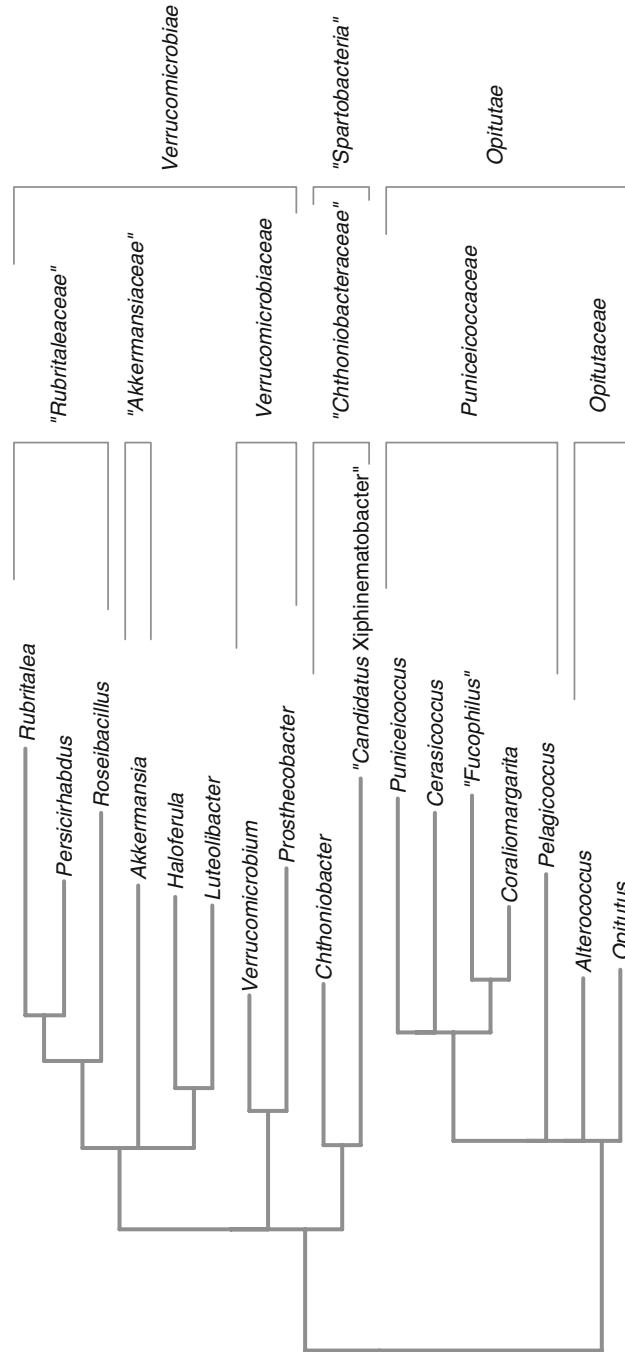 Rubritalea
Persicirhabdus
Roseibacillus
Akkermansia
Haloferula
Luteolibacter
Verrucomicrobium
Prosthecobacter
Chthoniobacter
"Candidatus Xiphinematobacter"
Puniceicoccus
Cerasicoccus
"Fucophilus"
Coraliomargarita
Pelagicoccus
Alterococcus
Opitutus
"Rubritaleaceae"
"Akkermansiaceae"
Verrucomicrobiaceae
"Chthoniobacteraceae"
Puniceicoccaceae
Opitutaceae
Verrucomicrobiae
"Spartobacteria"
Opitutae